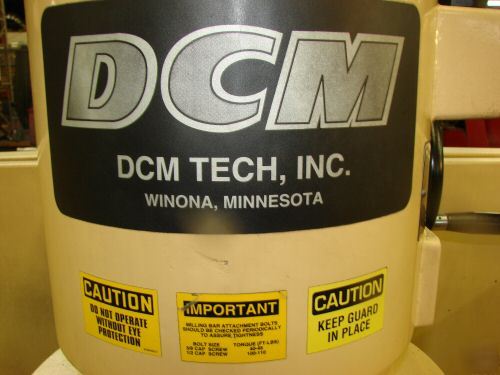 DCM
DCM TECH, INC.
WINONA, MINNESOTA
CAUTION
DO NOT OPERATE
WITHOUT EYE
PROTECTION
IMPORTANT
MILLING BAR ATTACHMENT BOLTS
SHOULD BE CHECKED PERIODICALLY
TO ASSURE TIGHTNESS
BOLT SIZE TORQUE (FT-LBS)
3/8 CAP. SCREW
1/2 CAP. SCREW 100-110
CAUTION
KEEP GUARD
IN PLACE